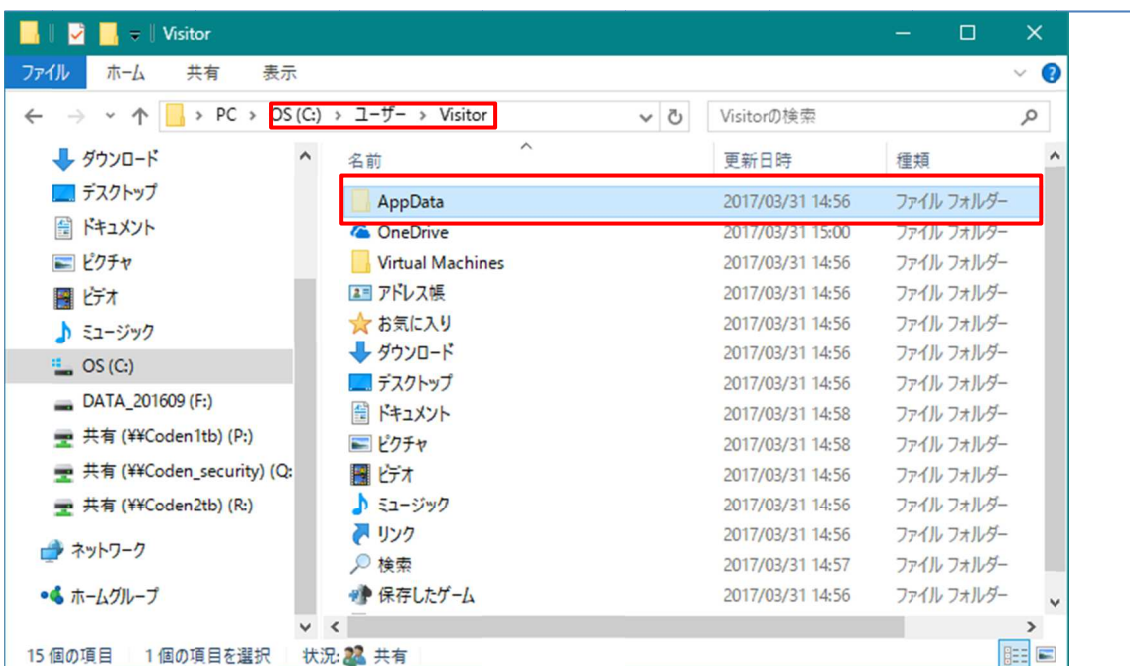 Visitor
ファイル ホーム 共有 表示
PC > OS (C:) > ユーザー > Visitor
Visitorの検索
ダウンロード
デスクトップ
ドキュメント
ピクチャ
ビデオ
ミュージック
OS (C:)
DATA_201609 (F:)
共有 (¥¥Coden1tb) (P:)
共有 (¥¥Coden_security) (Q:
共有 (¥¥Coden2tb) (R:)
ネットワーク
ホームグループ
名前 更新日時 種類
AppData 2017/03/31 14:56 ファイル フォルダー
OneDrive 2017/03/31 15:00 ファイル フォルダー
Virtual Machines 2017/03/31 14:56 ファイル フォルダー
アドレス帳 2017/03/31 14:56 ファイル フォルダー
お気に入り 2017/03/31 14:56 ファイル フォルダー
ダウンロード 2017/03/31 14:56 ファイル フォルダー
デスクトップ 2017/03/31 14:56 ファイル フォルダー
ドキュメント 2017/03/31 14:58 ファイル フォルダー
ピクチャ 2017/03/31 14:58 ファイル フォルダー
ビデオ 2017/03/31 14:56 ファイル フォルダー
ミュージック 2017/03/31 14:56 ファイル フォルダー
リンク 2017/03/31 14:56 ファイル フォルダー
検索 2017/03/31 14:57 ファイル フォルダー
保存したゲーム 2017/03/31 14:56 ファイル フォルダー
15 個の項目 1 個の項目を選択 状況: 共有